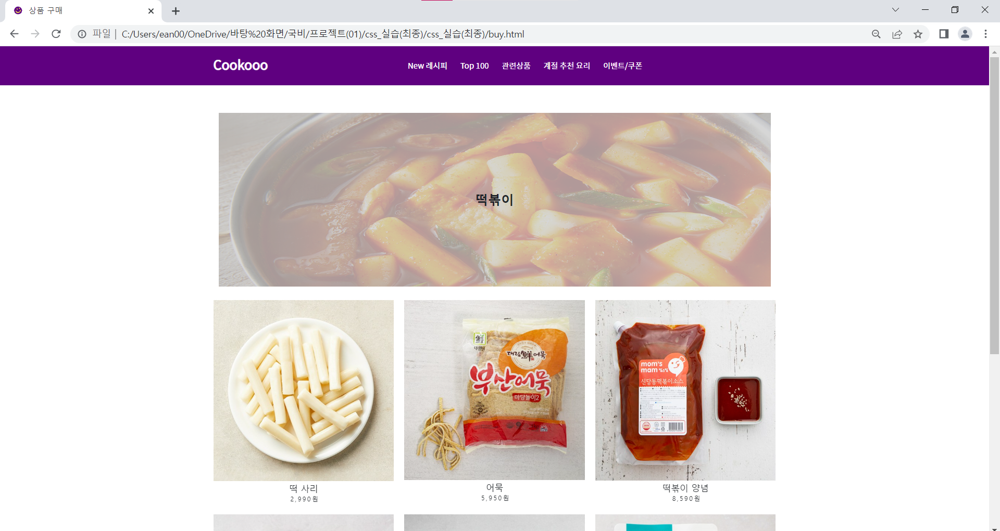 상품 구매
파일 | C:/Users/ean00/OneDrive/바탕%20화면/국비/프로젝트(01)/css_실습(최종)/css_실습(최종)/buy.html
Cookooo
New 레시피
Top 100
관련상품
계절 추천 요리
이벤트/쿠폰
떡볶이
鮮
대림鮮어묵
부산어묵
마당놀이2
mom's
mam 맘스맘
신당동떡볶이소스
떡 사리
2,990원
어묵
5,950원
떡볶이 양념
8,590원